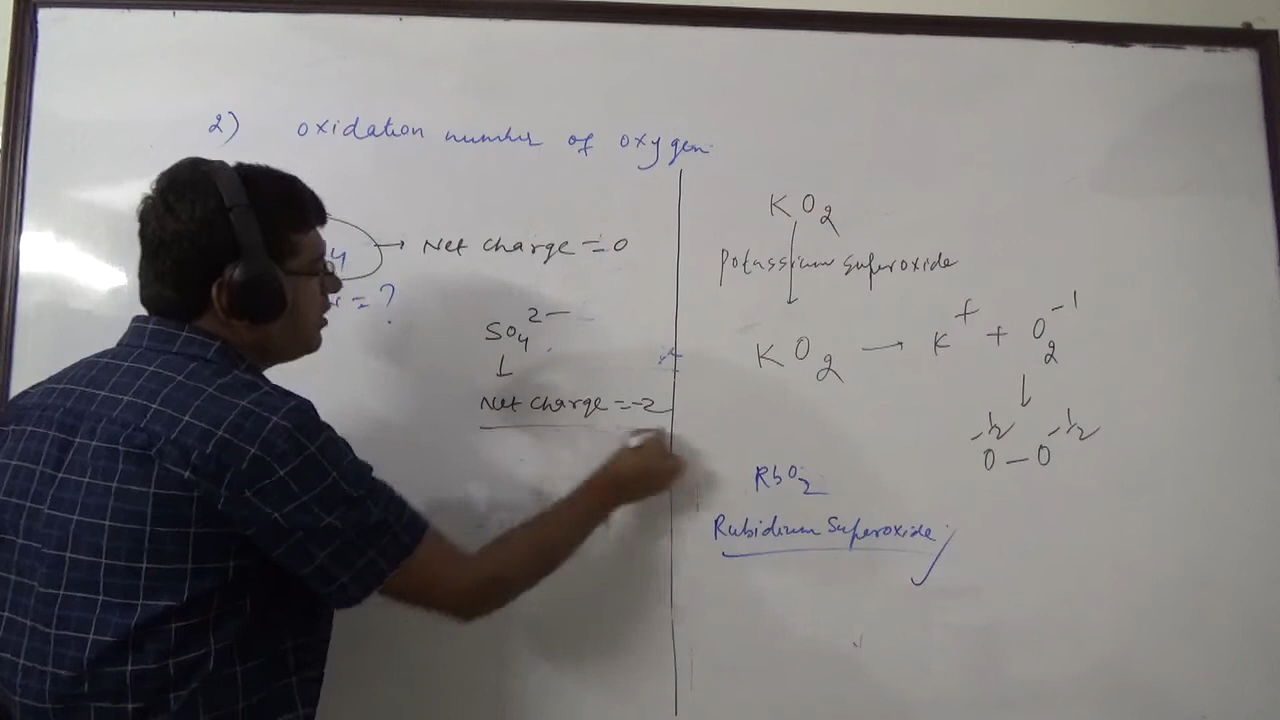 2) oxidation number of oxygen
→ Net charge = 0
4
= ?
SO4 2−
Net charge = -2
KO2
Potassium superoxide
KO2 → K+ + O2 -1
-½ -½
O — O
RbO2
Rubidium Superoxide